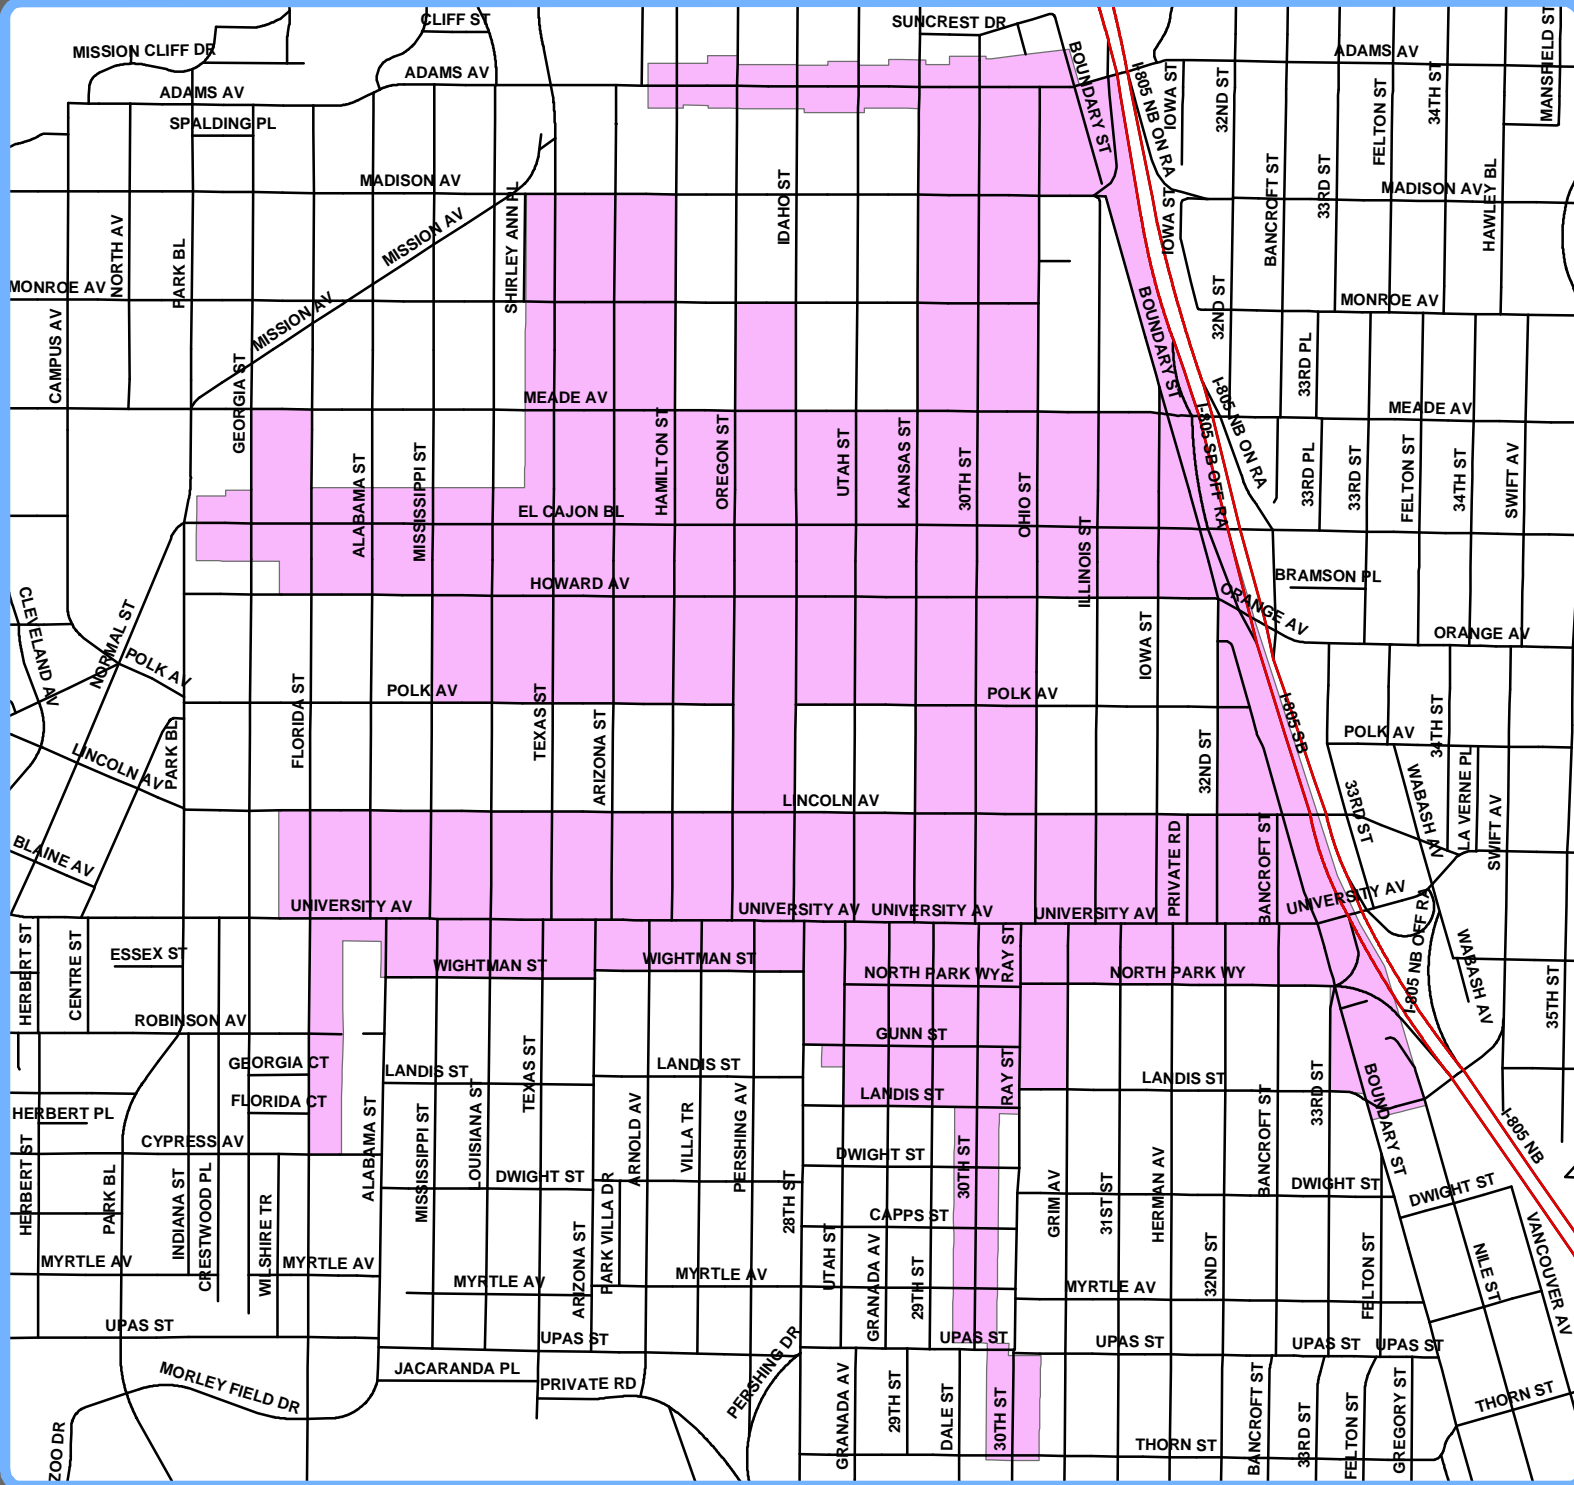 CLIFF ST
SUNCREST DR
MISSION CLIFF DR
ADAMS AV
ADAMS AV
ADAMS AV
SPALDING PL
BOUNDARY ST
I-805 NB ON RA
IOWA ST
32ND ST
FELTON ST
34TH ST
MANSFIELD ST
MADISON AV
MADISON AV
MISSION AV
SHIRLEY ANN PL
IDAHO ST
IOWA ST
BANCROFT ST
33RD ST
HAWLEY BL
NORTH AV
PARK BL
MONROE AV
MONROE AV
MISSION AV
CAMPUS AV
GEORGIA ST
BOUNDARY ST
32ND ST
33RD PL
MEADE AV
MEADE AV
I-805 NB ON RA
I-805 SB OFF RA
ALABAMA ST
MISSISSIPPI ST
HAMILTON ST
OREGON ST
UTAH ST
KANSAS ST
30TH ST
OHIO ST
33RD PL
33RD ST
FELTON ST
34TH ST
SWIFT AV
EL CAJON BL
ILLINOIS ST
HOWARD AV
BRAMSON PL
ORANGE AV
ORANGE AV
CLEVELAND AV
NORMAL ST
POLK AV
IOWA ST
POLK AV
POLK AV
FLORIDA ST
TEXAS ST
ARIZONA ST
I-805 SB
POLK AV
34TH ST
PARK BL
LINCOLN AV
32ND ST
LINCOLN AV
33RD ST
WABASH AV
LA VERNE PL
SWIFT AV
BLAINE AV
PRIVATE RD
BANCROFT ST
UNIVERSITY AV
UNIVERSITY AV
UNIVERSITY AV
UNIVERSITY AV
UNIVERSITY AV
I-805 NB OFF RA
HERBERT ST
CENTRE ST
ESSEX ST
WIGHTMAN ST
WIGHTMAN ST
NORTH PARK WY
RAY ST
NORTH PARK WY
WABASH AV
35TH ST
ROBINSON AV
GUNN ST
GEORGIA CT
LANDIS ST
TEXAS ST
LANDIS ST
RAY ST
LANDIS ST
LANDIS ST
33RD ST
BOUNDARY ST
FLORIDA CT
HERBERT PL
I-805 NB
CYPRESS AV
HERBERT ST
PARK BL
INDIANA ST
CRESTWOOD PL
WILSHIRE TR
ALABAMA ST
MISSISSIPPI ST
LOUISIANA ST
DWIGHT ST
ARNOLD AV
VILLA TR
PERSHING AV
28TH ST
DWIGHT ST
30TH ST
GRIM AV
31ST ST
HERMAN AV
BANCROFT ST
DWIGHT ST
DWIGHT ST
PARK VILLA DR
CAPPS ST
MYRTLE AV
MYRTLE AV
MYRTLE AV
ARIZONA ST
MYRTLE AV
UTAH ST
GRANADA AV
29TH ST
MYRTLE AV
32ND ST
FELTON ST
NILE ST
VANCOUVER AV
UPAS ST
UPAS ST
UPAS ST
UPAS ST
UPAS ST
UPAS ST
MORLEY FIELD DR
JACARANDA PL
PRIVATE RD
PERSHING DR
GRANADA AV
29TH ST
DALE ST
30TH ST
THORN ST
BANCROFT ST
33RD ST
FELTON ST
GREGORY ST
THORN ST
ZOO DR